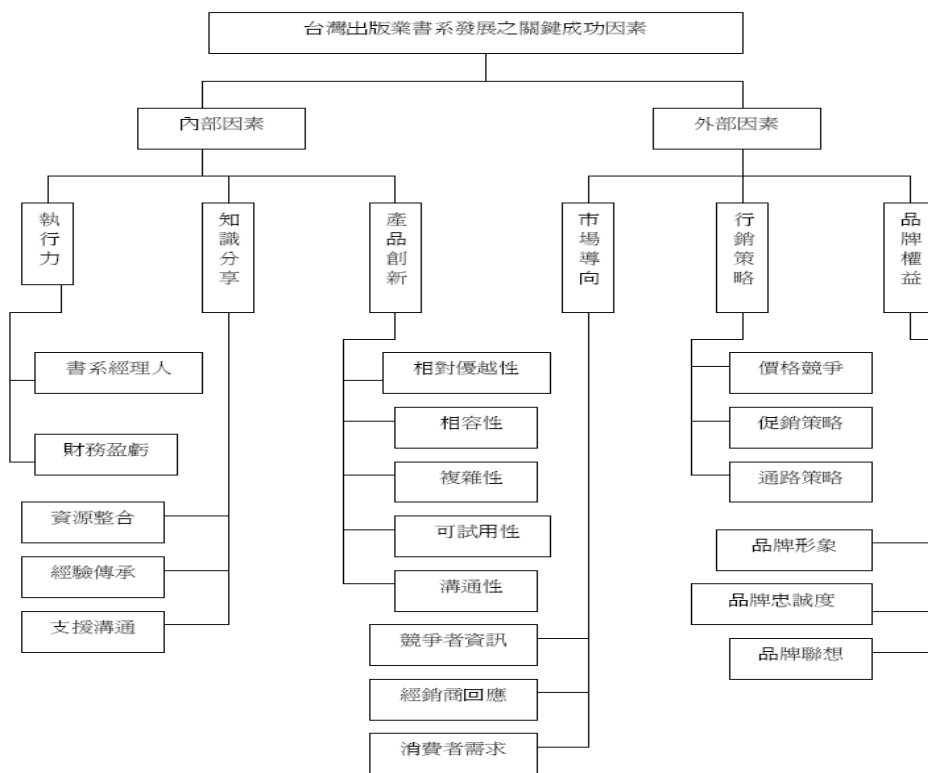 台灣出版業書系發展之關鍵成功因素
內部因素
外部因素
執行力
知識分享
產品創新
市場導向
行銷策略
品牌權益
書系經理人
財務盈虧
資源整合
經驗傳承
支援溝通
相對優越性
相容性
複雜性
可試用性
溝通性
競爭者資訊
經銷商回應
消費者需求
價格競爭
促銷策略
通路策略
品牌形象
品牌忠誠度
品牌聯想